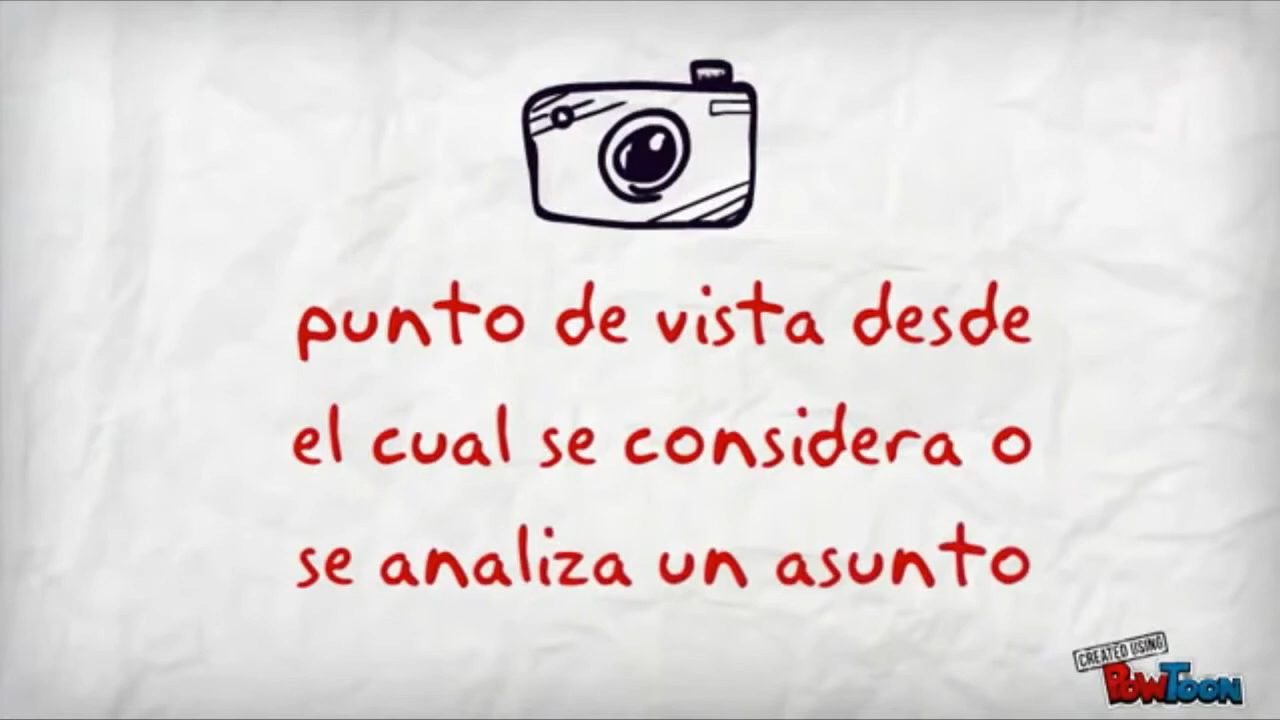 punto de vista desde
el cual se considera o
se analiza un asunto
CREATED USING
POWTOON